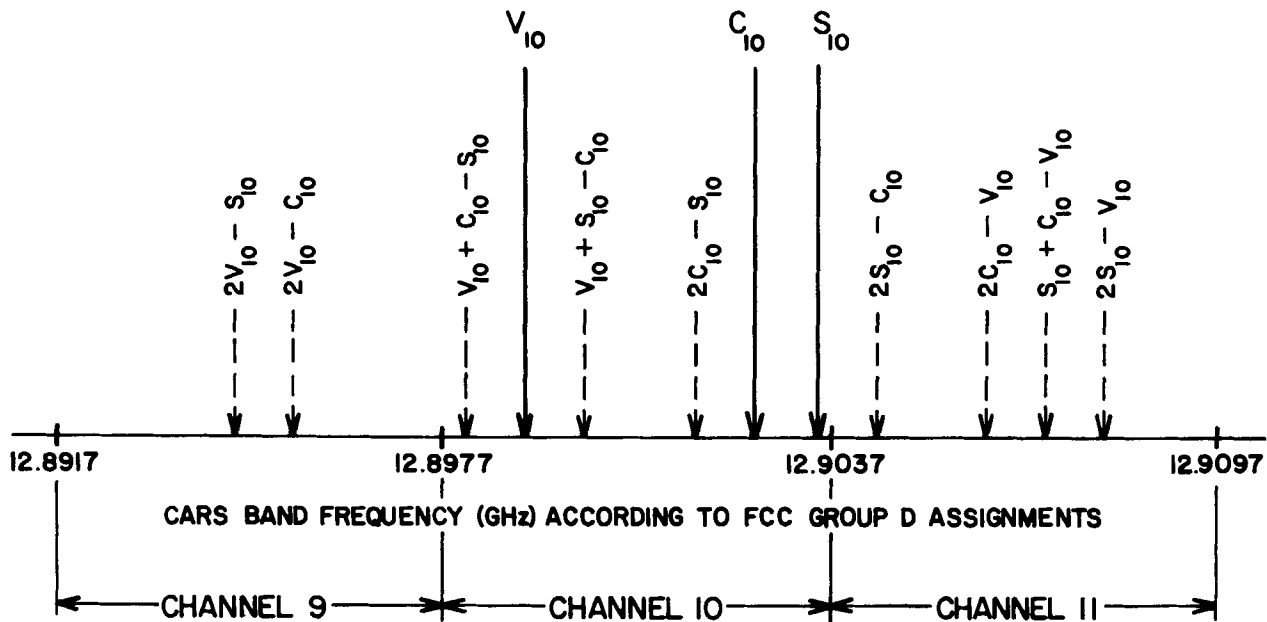 V10
C10
S10
2V10 – S10
2V10 – C10
V10 + C10 – S10
V10 + S10 – C10
2C10 – S10
2S10 – C10
2C10 – V10
S10 + C10 – V10
2S10 – V10
12.8917
12.8977
12.9037
12.9097
CARS BAND FREQUENCY (GHz) ACCORDING TO FCC GROUP D ASSIGNMENTS
CHANNEL 9
CHANNEL 10
CHANNEL 11